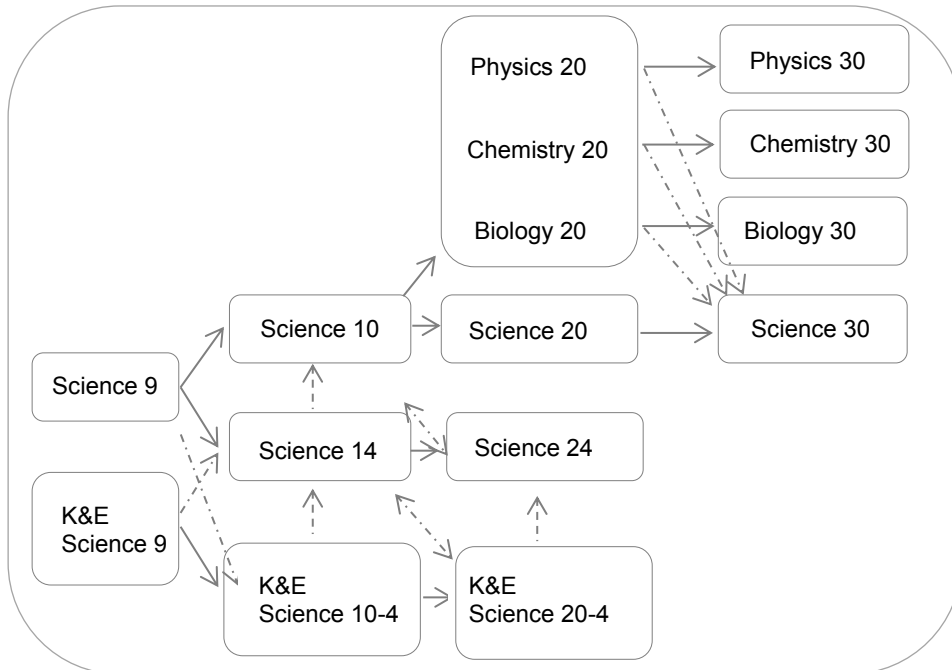 Physics 20
Physics 30
Chemistry 20
Chemistry 30
Biology 20
Biology 30
Science 10
Science 20
Science 30
Science 9
Science 14
Science 24
K&E
Science 9
K&E
Science 10-4
K&E
Science 20-4